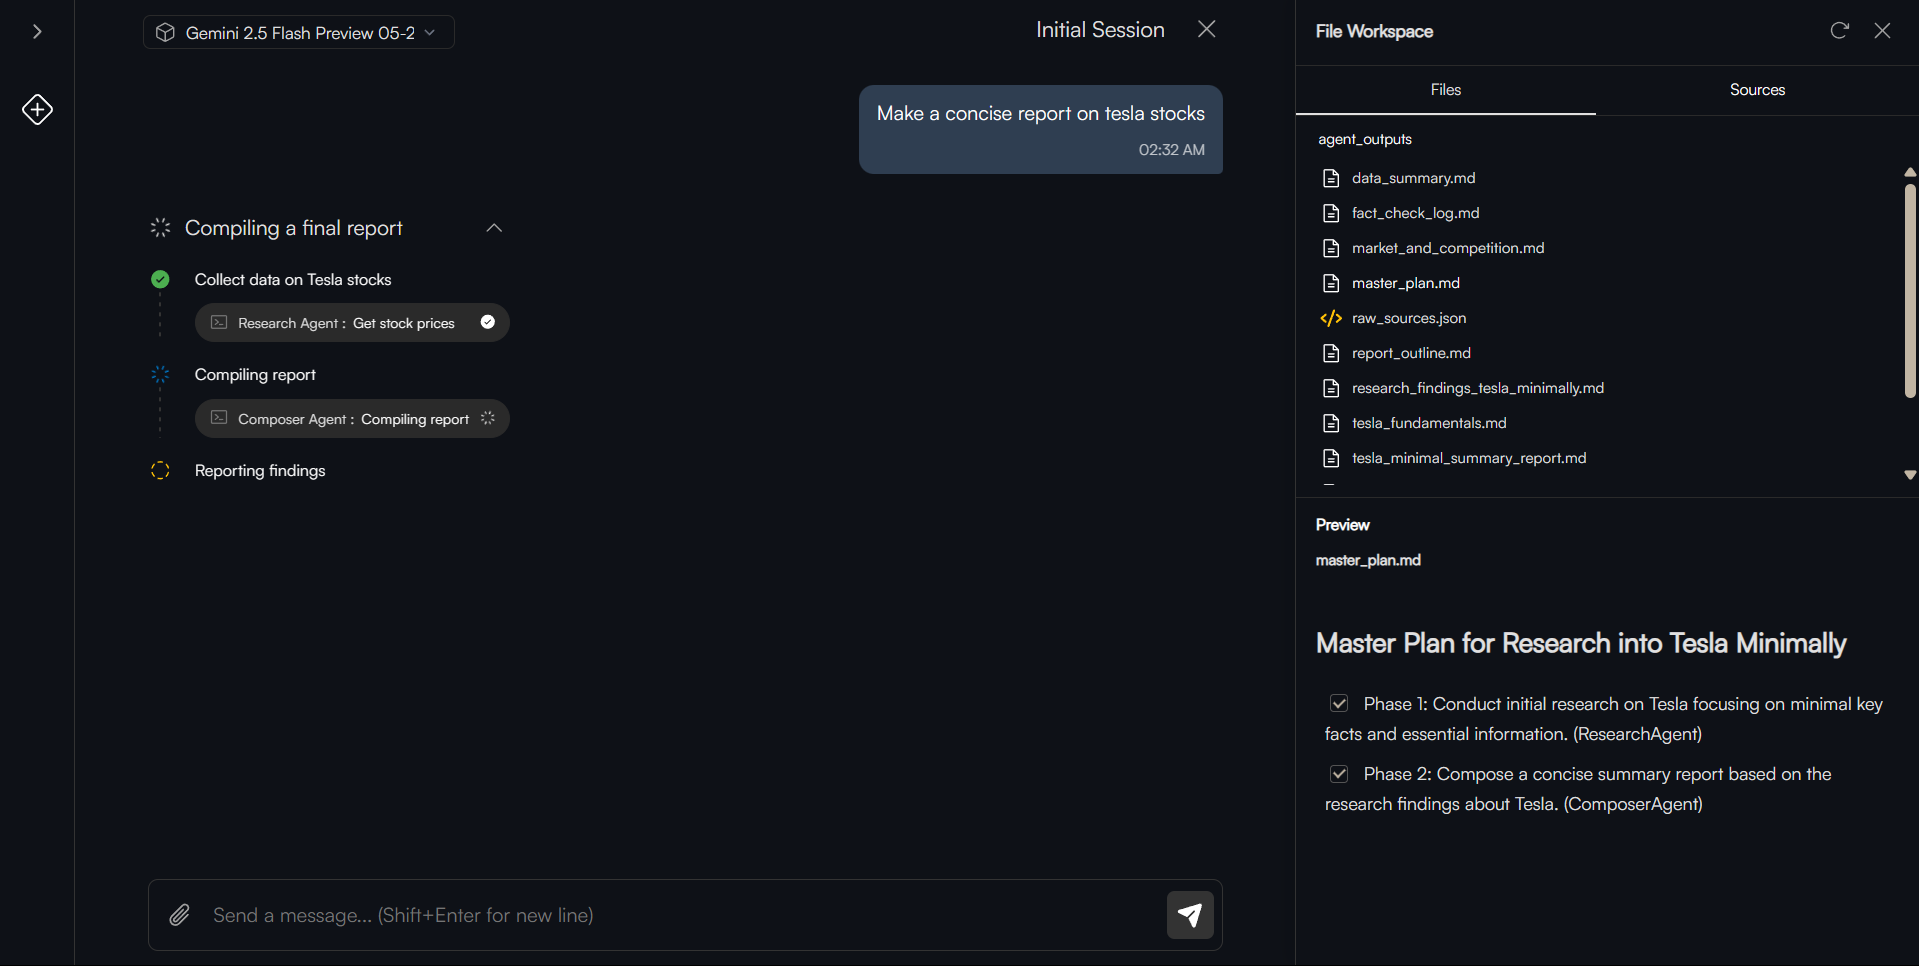 Gemini 2.5 Flash Preview 05-2
Initial Session
Make a concise report on tesla stocks
02:32 AM
Compiling a final report
Collect data on Tesla stocks
Research Agent : Get stock prices
Compiling report
Composer Agent : Compiling report
Reporting findings
Send a message... (Shift+Enter for new line)
File Workspace
Files
Sources
agent_outputs
data_summary.md
fact_check_log.md
market_and_competition.md
master_plan.md
raw_sources.json
report_outline.md
research_findings_tesla_minimally.md
tesla_fundamentals.md
tesla_minimal_summary_report.md
Preview
master_plan.md
Master Plan for Research into Tesla Minimally
Phase 1: Conduct initial research on Tesla focusing on minimal key
facts and essential information. (ResearchAgent)
Phase 2: Compose a concise summary report based on the
research findings about Tesla. (ComposerAgent)